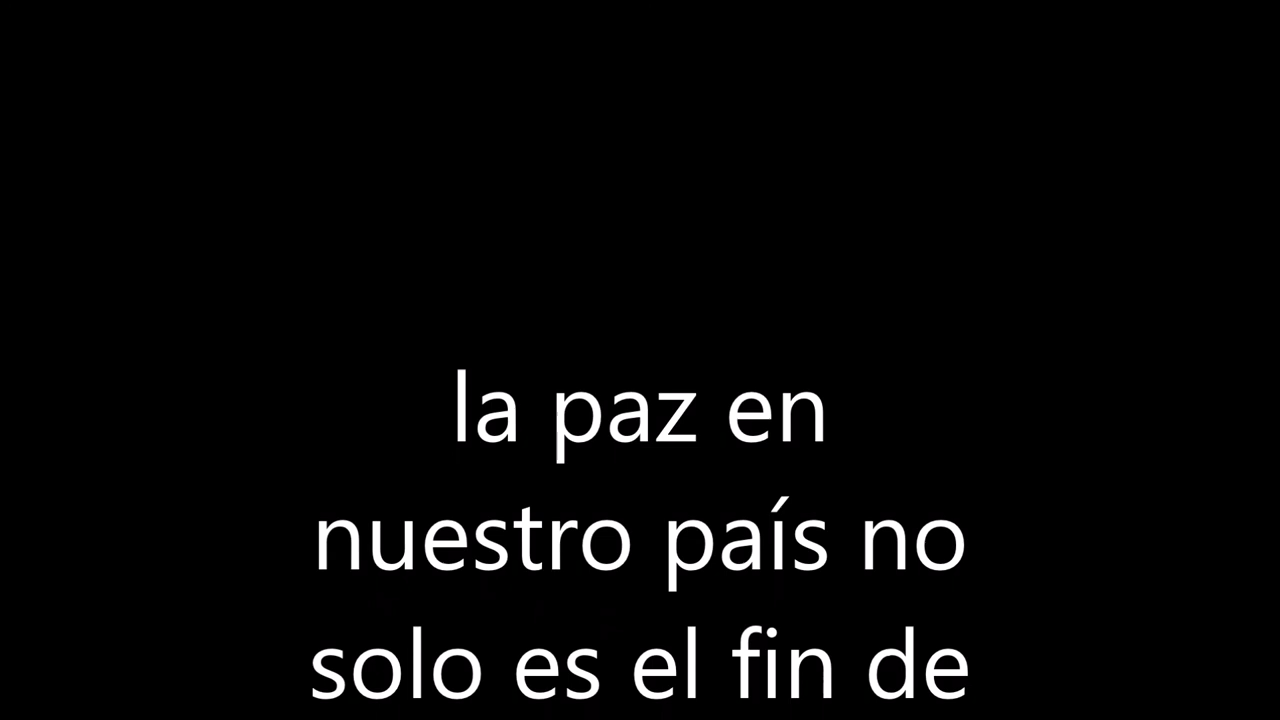 la paz en
nuestro país no
solo es el fin de